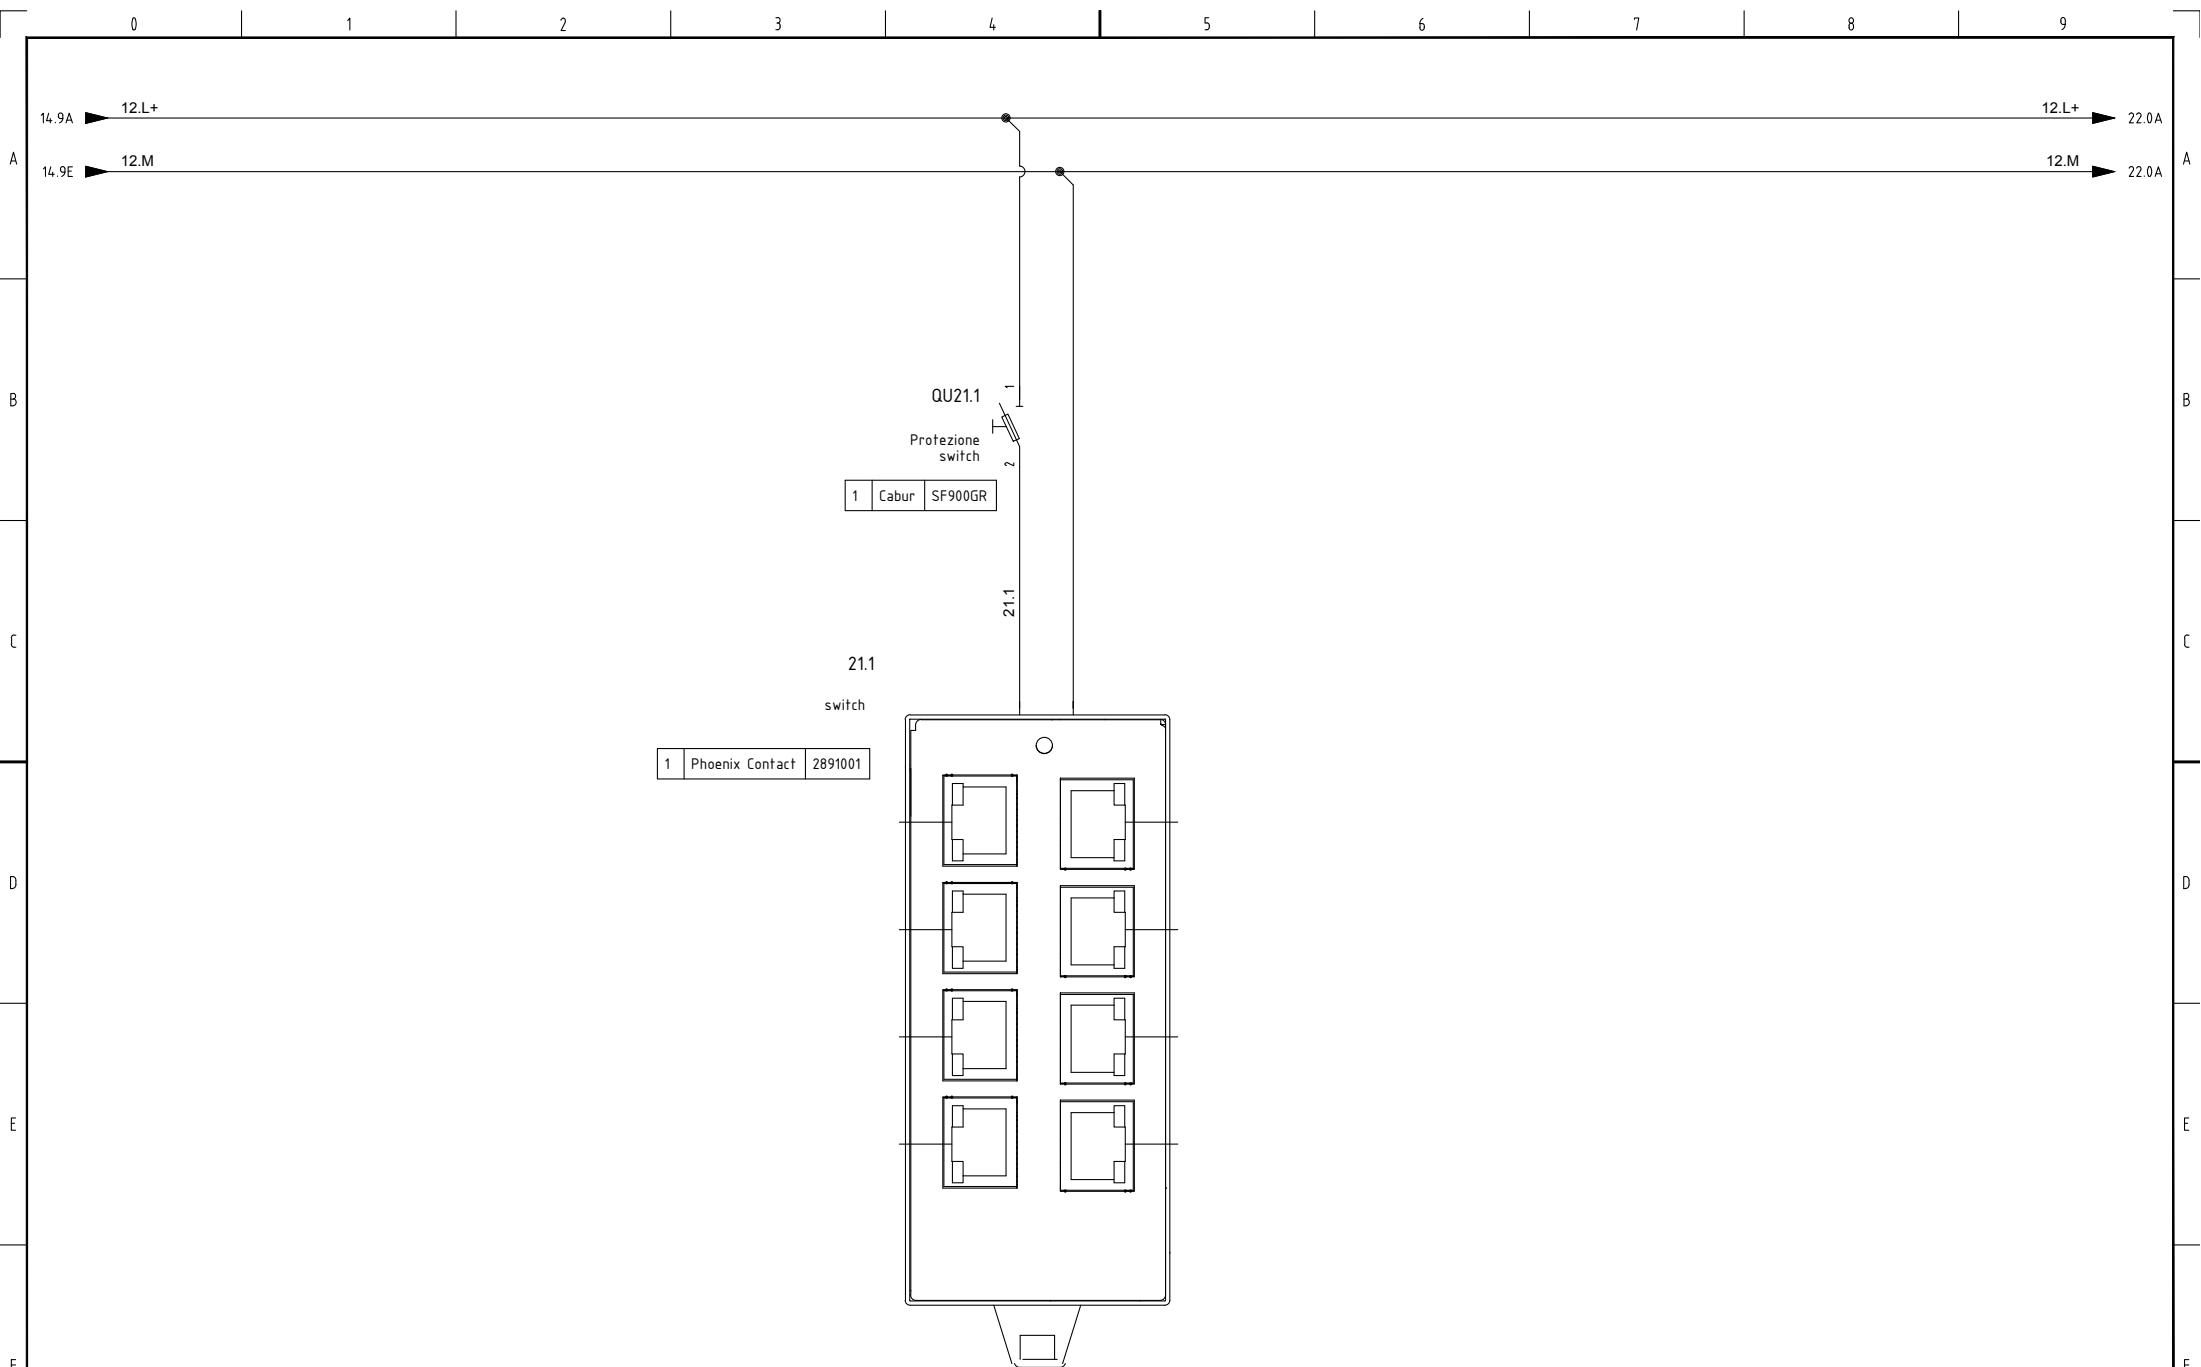 0 1 2 3 4 5 6 7 8 9
14.9A 12.L+ 12.L+ 22.0A
A A
14.9E 12.M 12.M 22.0A
1
QU21.1
B B
Protezione
switch
2
1 Cabur SF900GR
21.1
C C
21.1
switch
1 Phoenix Contact 2891001
D D
E E